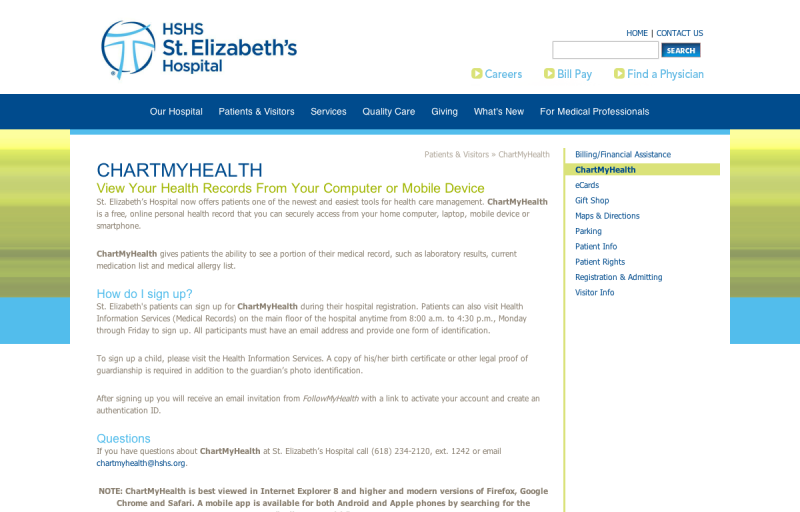 HSHS
St. Elizabeth's
Hospital
HOME | CONTACT US
SEARCH
Careers
Bill Pay
Find a Physician
Our Hospital
Patients & Visitors
Services
Quality Care
Giving
What's New
For Medical Professionals
Patients & Visitors » ChartMyHealth
CHARTMYHEALTH
View Your Health Records From Your Computer or Mobile Device
St. Elizabeth's Hospital now offers patients one of the newest and easiest tools for health care management. ChartMyHealth
is a free, online personal health record that you can securely access from your home computer, laptop, mobile device or
smartphone.
ChartMyHealth gives patients the ability to see a portion of their medical record, such as laboratory results, current
medication list and medical allergy list.
How do I sign up?
St. Elizabeth's patients can sign up for ChartMyHealth during their hospital registration. Patients can also visit Health
Information Services (Medical Records) on the main floor of the hospital anytime from 8:00 a.m. to 4:30 p.m., Monday
through Friday to sign up. All participants must have an email address and provide one form of identification.
To sign up a child, please visit the Health Information Services. A copy of his/her birth certificate or other legal proof of
guardianship is required in addition to the guardian's photo identification.
After signing up you will receive an email invitation from FollowMyHealth with a link to activate your account and create an
authentication ID.
Questions
If you have questions about ChartMyHealth at St. Elizabeth's Hospital call (618) 234-2120, ext. 1242 or email
chartmyhealth@hshs.org.
NOTE: ChartMyHealth is best viewed in Internet Explorer 8 and higher and modern versions of Firefox, Google
Chrome and Safari. A mobile app is available for both Android and Apple phones by searching for the
Billing/Financial Assistance
ChartMyHealth
eCards
Gift Shop
Maps & Directions
Parking
Patient Info
Patient Rights
Registration & Admitting
Visitor Info